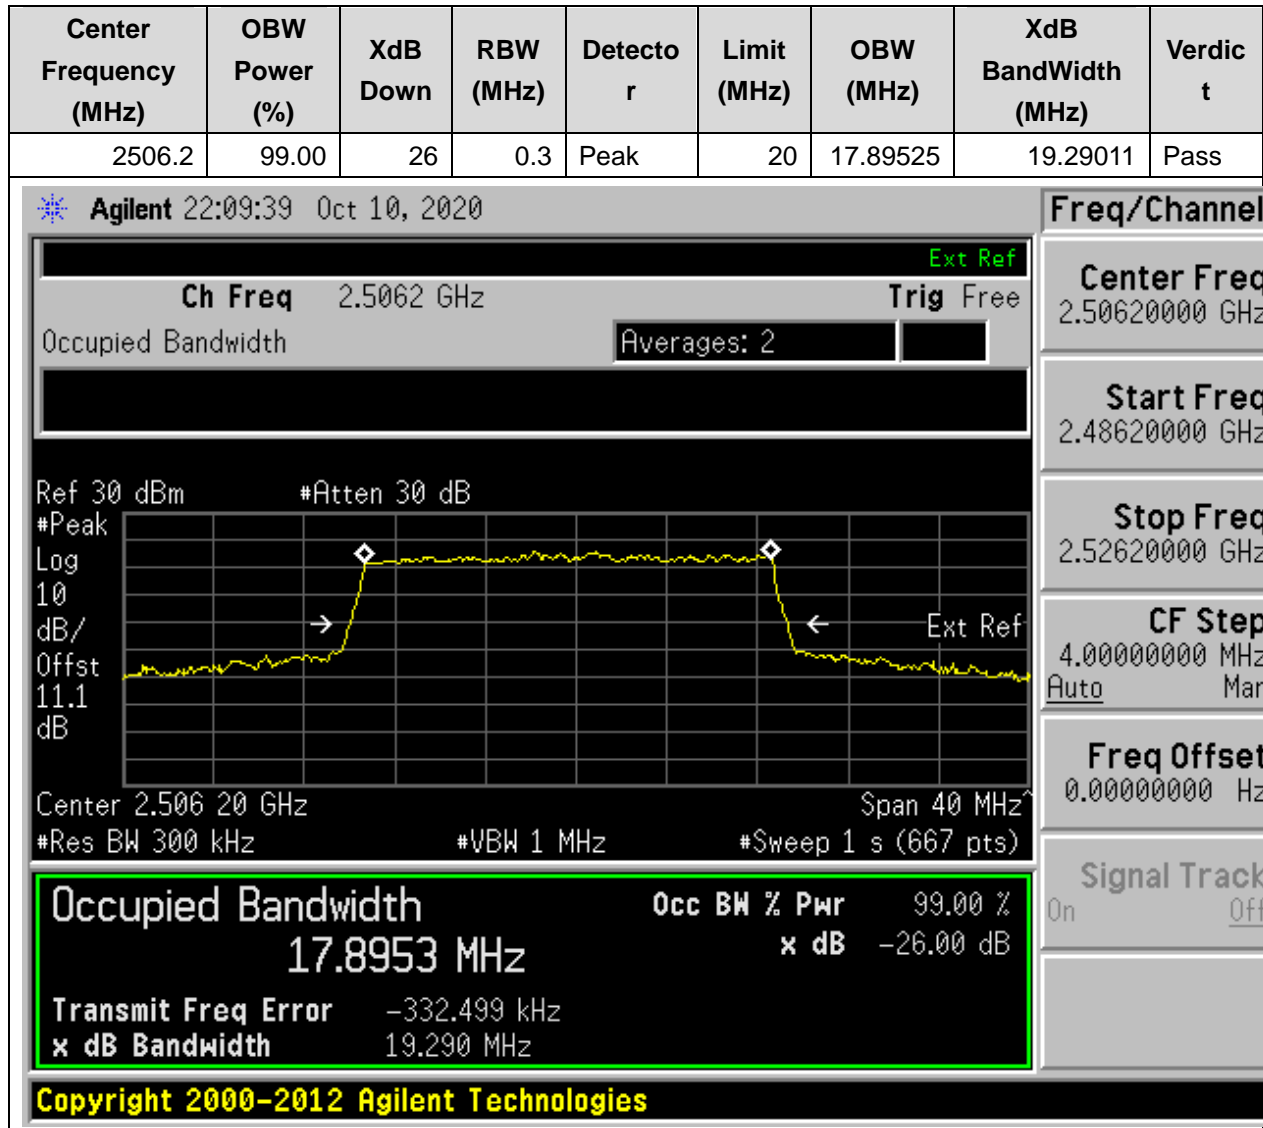 Center Frequency (MHz) OBW Power (%) XdB Down RBW (MHz) Detector Limit (MHz) OBW (MHz) XdB BandWidth (MHz) Verdict
2506.2 99.00 26 0.3 Peak 20 17.89525 19.29011 Pass
Agilent 22:09:39 Oct 10, 2020
Freq/Channel
Ext Ref
Ch Freq 2.5062 GHz Trig Free
Occupied Bandwidth Averages: 2
Ref 30 dBm #Atten 30 dB
#Peak
Log
10
dB/
Offst
11.1
dB
Ext Ref
Center 2.506 20 GHz Span 40 MHz^
#Res BW 300 kHz #VBW 1 MHz #Sweep 1 s (667 pts)
Occupied Bandwidth
17.8953 MHz
Occ BW % Pwr 99.00 %
x dB -26.00 dB
Transmit Freq Error -332.499 kHz
x dB Bandwidth 19.290 MHz
Copyright 2000-2012 Agilent Technologies
Center Freq
2.50620000 GHz
Start Freq
2.48620000 GHz
Stop Freq
2.52620000 GHz
CF Step
4.00000000 MHz
Auto Man
Freq Offset
0.00000000 Hz
Signal Track
On Off